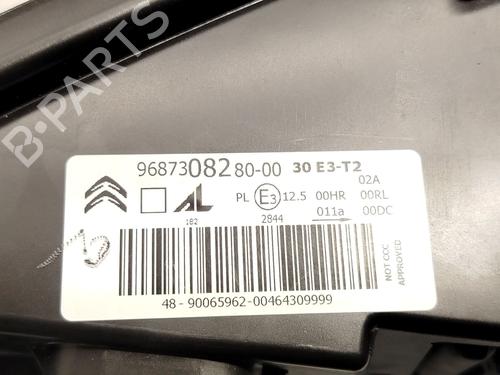 9687308280-00 30 E3-T2
02A
AL PL E3 12.5 00HR 00RL
182 2844 011a 00DC
NOT CCC
APPROVED
48 - 90065962-00464309999
B-PARTS